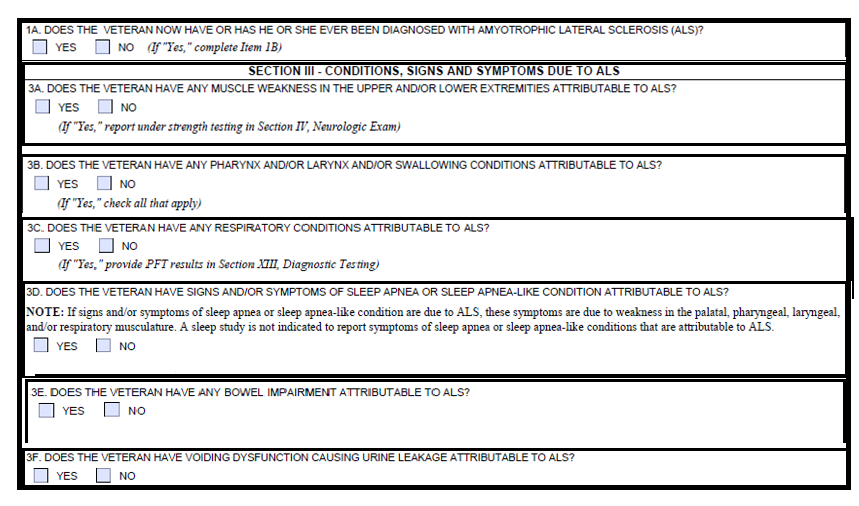 1A. DOES THE VETERAN NOW HAVE OR HAS HE OR SHE EVER BEEN DIAGNOSED WITH AMYOTROPHIC LATERAL SCLEROSIS (ALS)?
YES NO (If "Yes," complete Item 1B)
SECTION III - CONDITIONS, SIGNS AND SYMPTOMS DUE TO ALS
3A. DOES THE VETERAN HAVE ANY MUSCLE WEAKNESS IN THE UPPER AND/OR LOWER EXTREMITIES ATTRIBUTABLE TO ALS?
YES NO
(If "Yes," report under strength testing in Section IV, Neurologic Exam)
3B. DOES THE VETERAN HAVE ANY PHARYNX AND/OR LARYNX AND/OR SWALLOWING CONDITIONS ATTRIBUTABLE TO ALS?
YES NO
(If "Yes," check all that apply)
3C. DOES THE VETERAN HAVE ANY RESPIRATORY CONDITIONS ATTRIBUTABLE TO ALS?
YES NO
(If "Yes," provide PFT results in Section XIII, Diagnostic Testing)
3D. DOES THE VETERAN HAVE SIGNS AND/OR SYMPTOMS OF SLEEP APNEA OR SLEEP APNEA-LIKE CONDITION ATTRIBUTABLE TO ALS?
NOTE: If signs and/or symptoms of sleep apnea or sleep apnea-like condition are due to ALS, these symptoms are due to weakness in the palatal, pharyngeal, laryngeal,
and/or respiratory musculature. A sleep study is not indicated to report symptoms of sleep apnea or sleep apnea-like conditions that are attributable to ALS.
YES NO
3E. DOES THE VETERAN HAVE ANY BOWEL IMPAIRMENT ATTRIBUTABLE TO ALS?
YES NO
3F. DOES THE VETERAN HAVE VOIDING DYSFUNCTION CAUSING URINE LEAKAGE ATTRIBUTABLE TO ALS?
YES NO